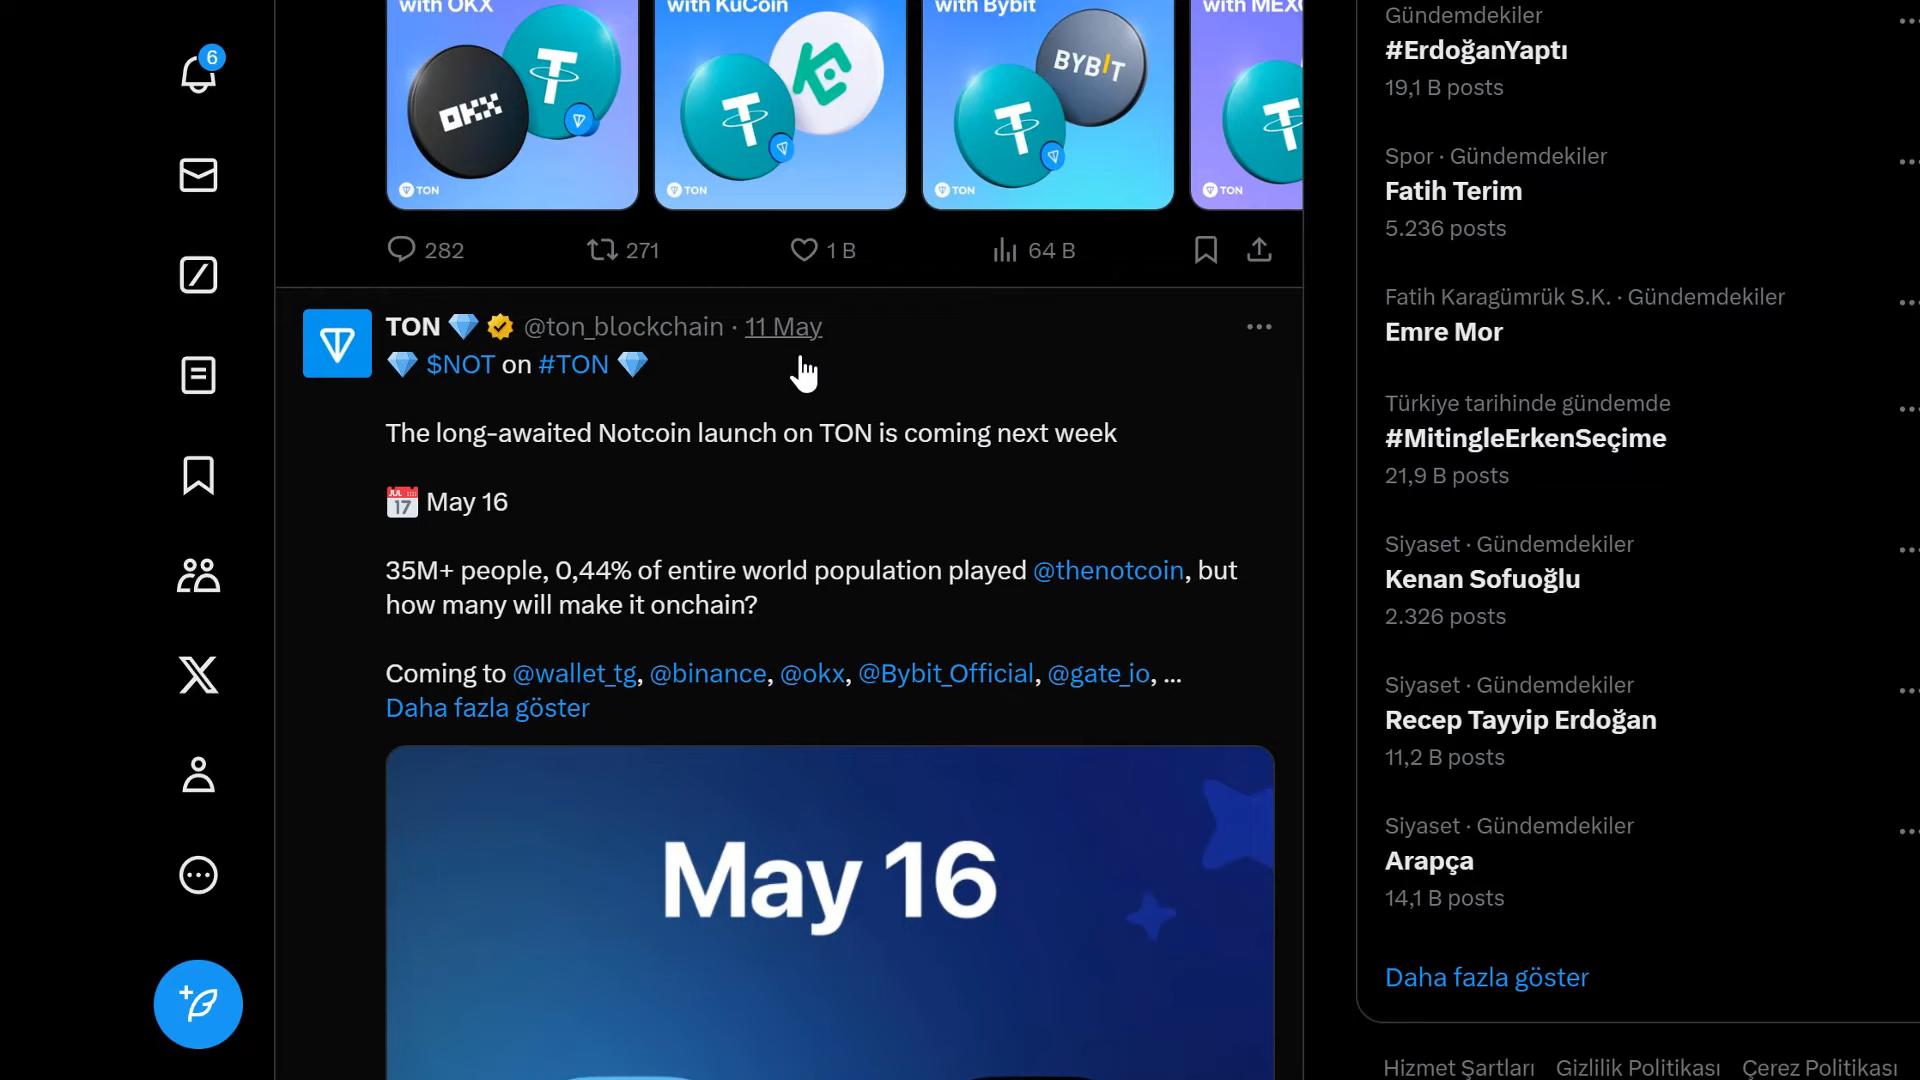 6
with OKX
with KuCoin
with Bybit
with MEX
OKX
BYBIT
TON
TON
TON
TON
282
271
1 B
64 B
TON 💎 @ton_blockchain · 11 May
💎 $NOT on #TON 💎
The long-awaited Notcoin launch on TON is coming next week
JUL 17 May 16
35M+ people, 0,44% of entire world population played @thenotcoin, but
how many will make it onchain?
Coming to @wallet_tg, @binance, @okx, @Bybit_Official, @gate_io, ...
Daha fazla göster
May 16
Gündemdekiler
#ErdoğanYaptı
19,1 B posts
Spor · Gündemdekiler
Fatih Terim
5.236 posts
Fatih Karagümrük S.K. · Gündemdekiler
Emre Mor
Türkiye tarihinde gündemde
#MitingleErkenSeçime
21,9 B posts
Siyaset · Gündemdekiler
Kenan Sofuoğlu
2.326 posts
Siyaset · Gündemdekiler
Recep Tayyip Erdoğan
11,2 B posts
Siyaset · Gündemdekiler
Arapça
14,1 B posts
Daha fazla göster
Hizmet Şartları Gizlilik Politikası Çerez Politikası